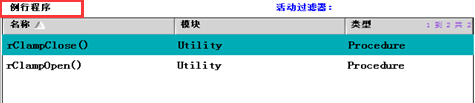 例行程序 活动过滤器:
名称 模块 类型 1 到 2 共 2
rClampClose() Utility Procedure
rClampOpen() Utility Procedure